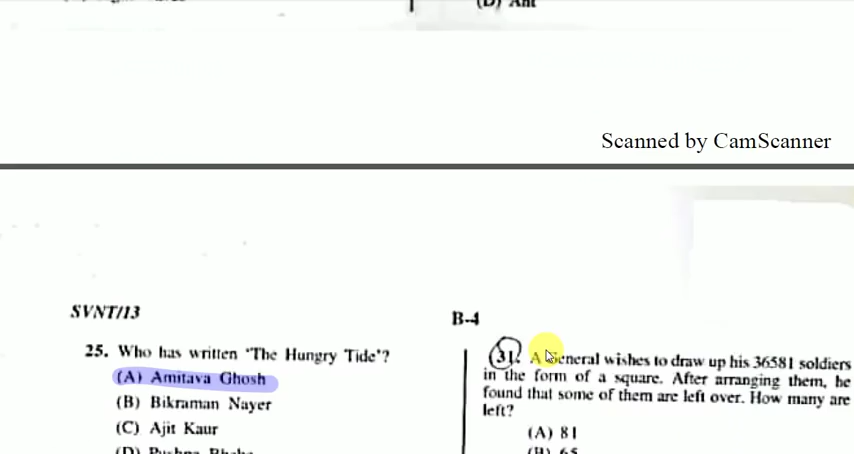 (D) Ant
Scanned by CamScanner
SVNT/13
B-4
25. Who has written 'The Hungry Tide'?
(A) Amitava Ghosh
(B) Bikraman Nayer
(C) Ajit Kaur
31. A General wishes to draw up his 36581 soldiers
in the form of a square. After arranging them, he
found that some of them are left over. How many are
left?
(A) 81
(B) 65